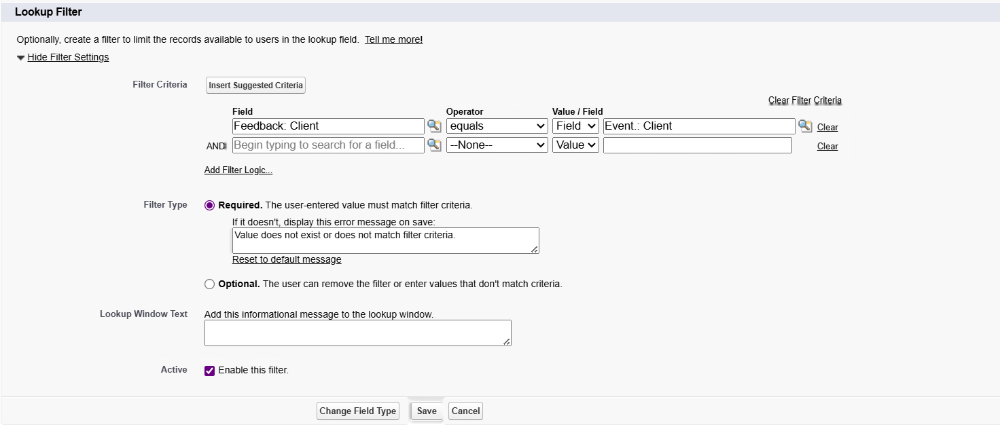 Lookup Filter
Optionally, create a filter to limit the records available to users in the lookup field. Tell me more!
Hide Filter Settings
Filter Criteria Insert Suggested Criteria
Clear Filter Criteria
Field Operator Value / Field
Feedback: Client equals Field Event.: Client Clear
AND Begin typing to search for a field... --None-- Value Clear
Add Filter Logic...
Filter Type Required. The user-entered value must match filter criteria.
If it doesn't, display this error message on save:
Value does not exist or does not match filter criteria.
Reset to default message
Optional. The user can remove the filter or enter values that don't match criteria.
Lookup Window Text Add this informational message to the lookup window.
Active Enable this filter.
Change Field Type Save Cancel